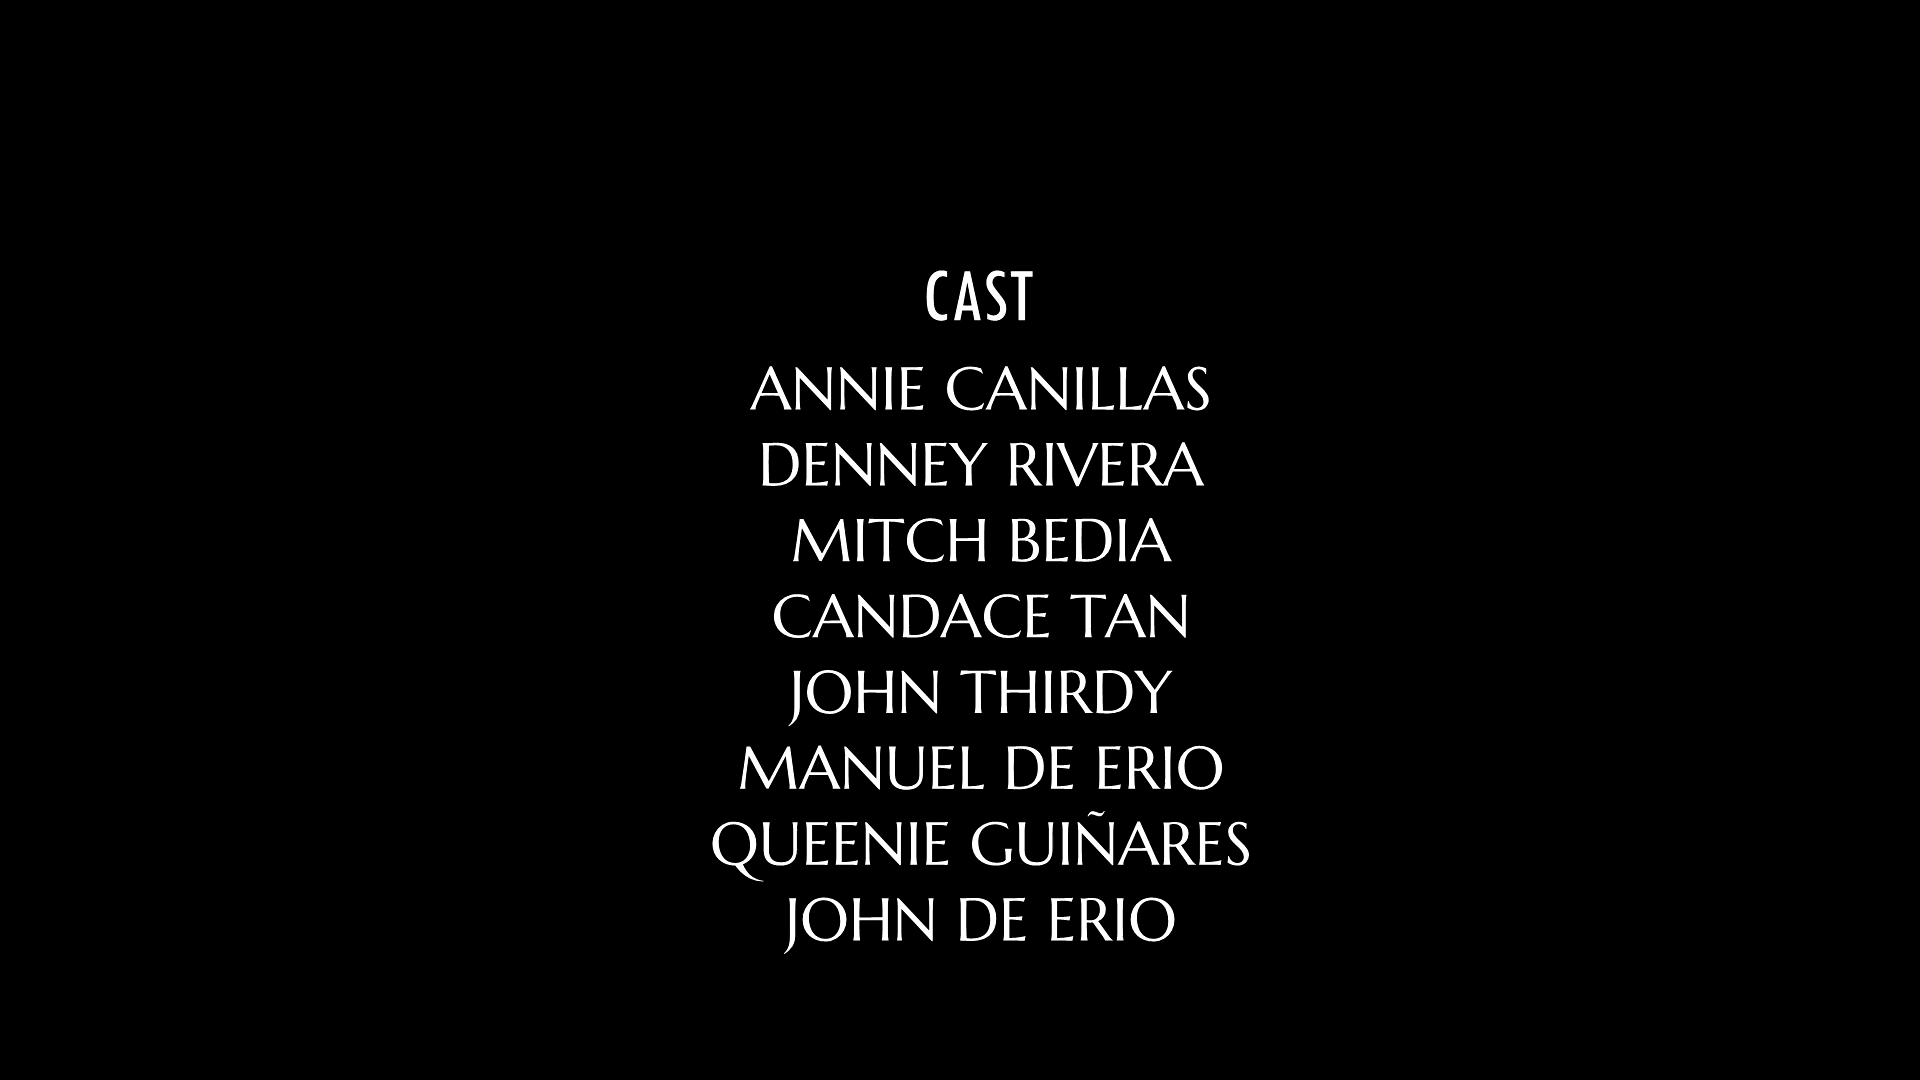 CAST
ANNIE CANILLAS
DENNEY RIVERA
MITCH BEDIA
CANDACE TAN
JOHN THIRDY
MANUEL DE ERIO
QUEENIE GUIÑARES
JOHN DE ERIO